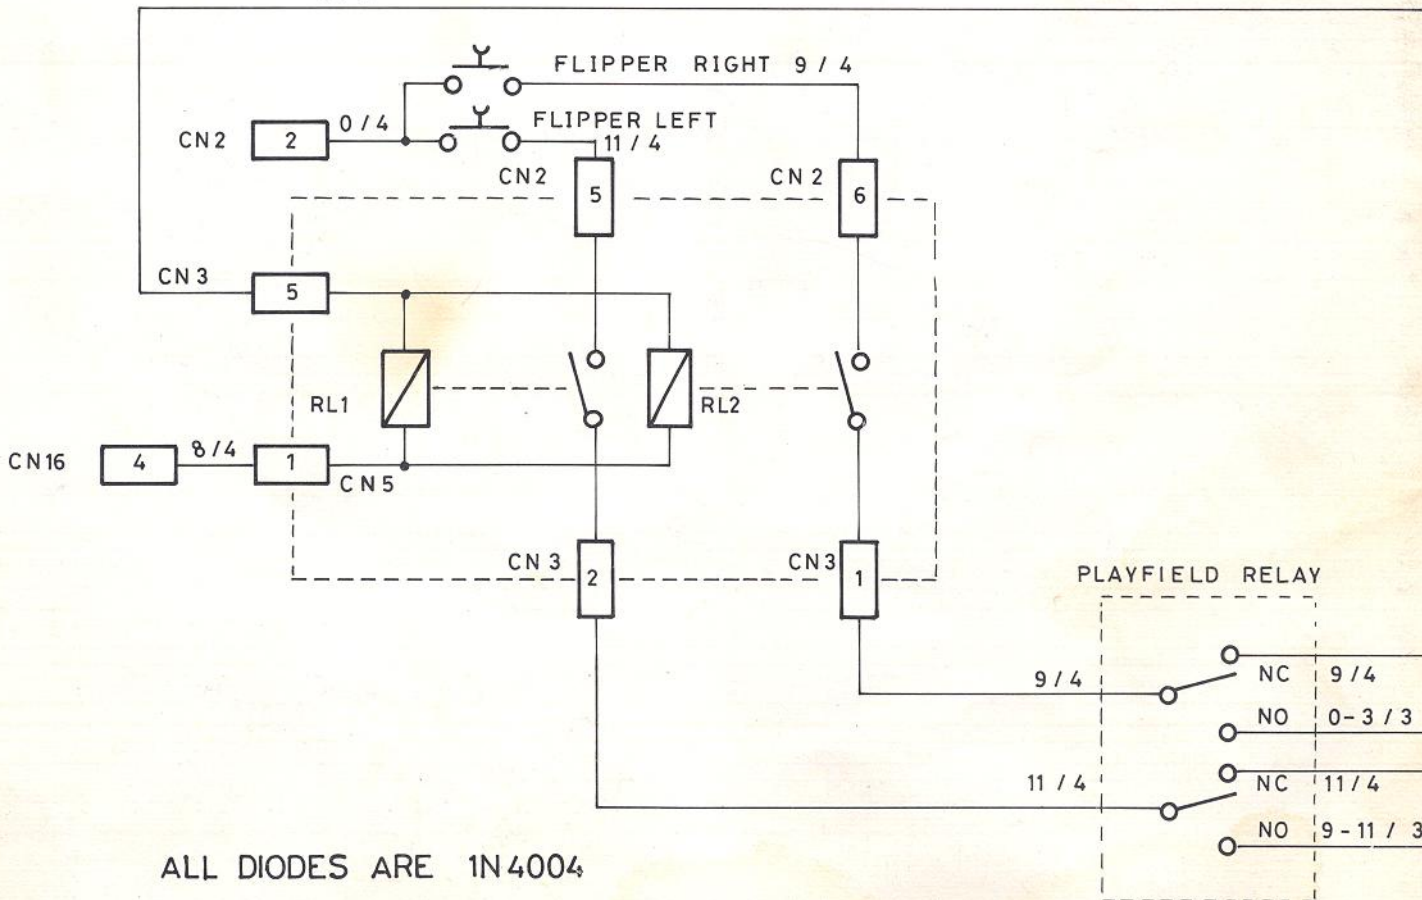 FLIPPER RIGHT 9 / 4
0 / 4
FLIPPER LEFT
CN2
2
11 / 4
CN2
5
CN 2
6
CN 3
5
RL1
RL2
CN16
4
8/4
1
CN5
CN 3
2
CN3
1
PLAYFIELD RELAY
9 / 4
NC
9 / 4
NO
0-3 / 3
11 / 4
NC
11 / 4
NO
9-11 / 3
ALL DIODES ARE 1N4004